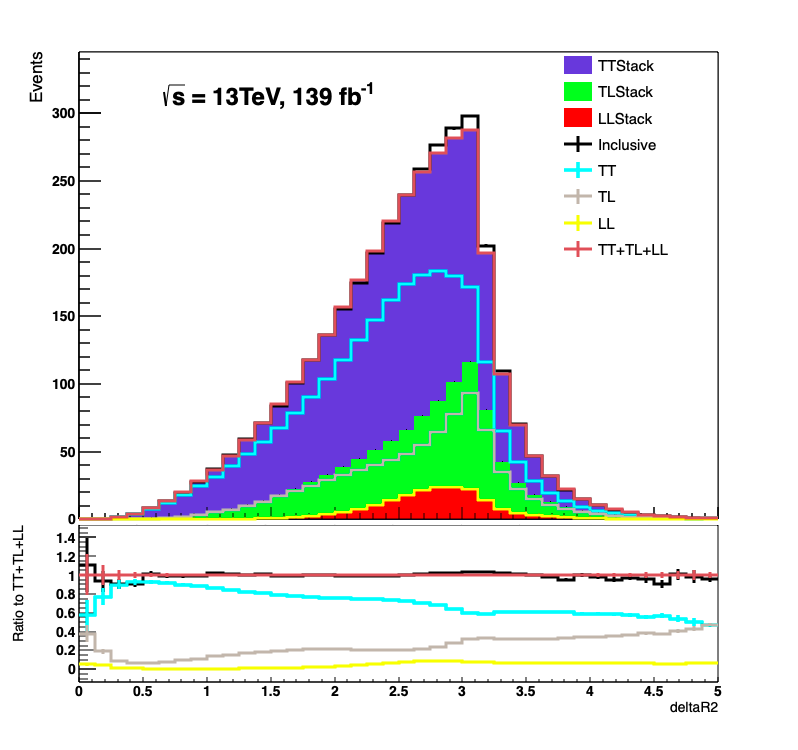 Events
√s = 13TeV, 139 fb-1
TTStack
TLStack
LLStack
Inclusive
TT
TL
LL
TT+TL+LL
300
250
200
150
100
50
0
Ratio to TT+TL+LL
1.4
1.2
1
0.8
0.6
0.4
0.2
0
0 0.5 1 1.5 2 2.5 3 3.5 4 4.5 5
deltaR2